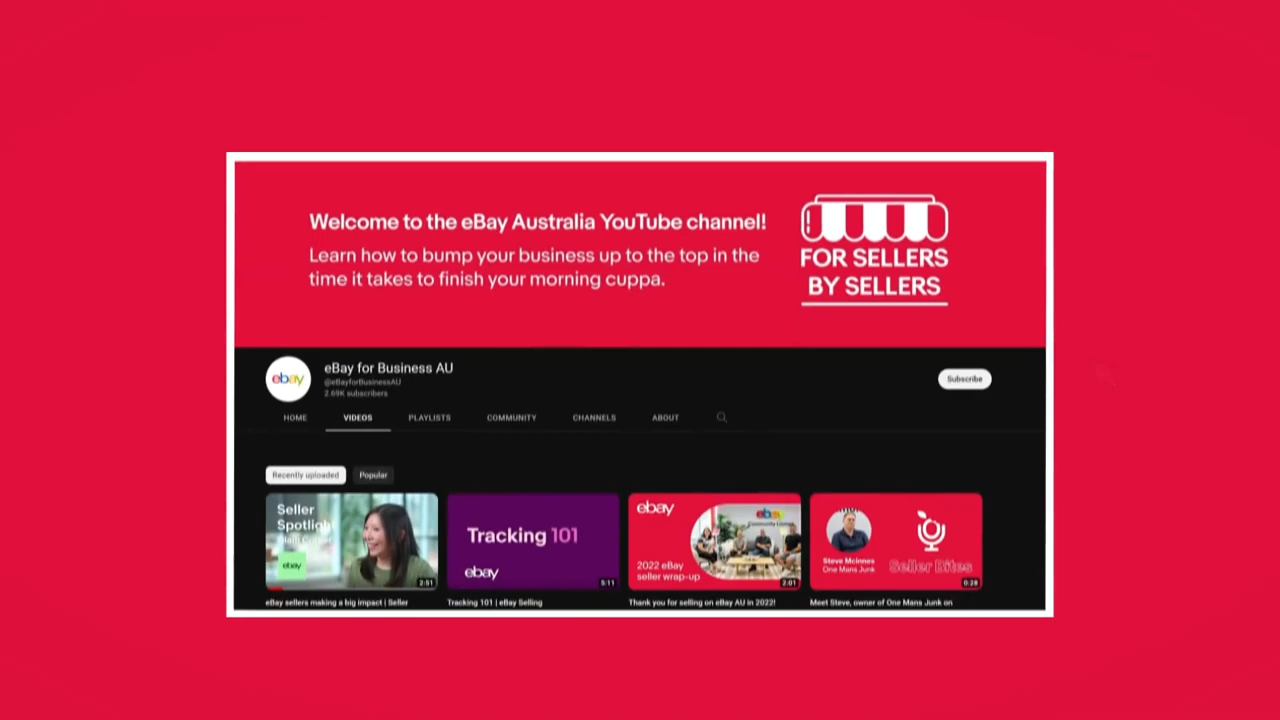 Welcome to the eBay Australia YouTube channel!
Learn how to bump your business up to the top in the
time it takes to finish your morning cuppa.
FOR SELLERS
BY SELLERS
ebay
eBay for Business AU
@eBayforBusinessAU
2.69K subscribers
Subscribe
HOME VIDEOS PLAYLISTS COMMUNITY CHANNELS ABOUT
Recently uploaded Popular
Seller
Spotlight
ebay
2:51
Tracking 101
ebay
5:11
ebay
ebay
Community
2022 eBay
seller wrap-up
2:01
Steve McInnes
One Mans Junk
Seller Bites
0:28
eBay sellers making a big impact | Seller
Tracking 101 | eBay Selling
Thank you for selling on eBay AU in 2022!
Meet Steve, owner of One Mans Junk on